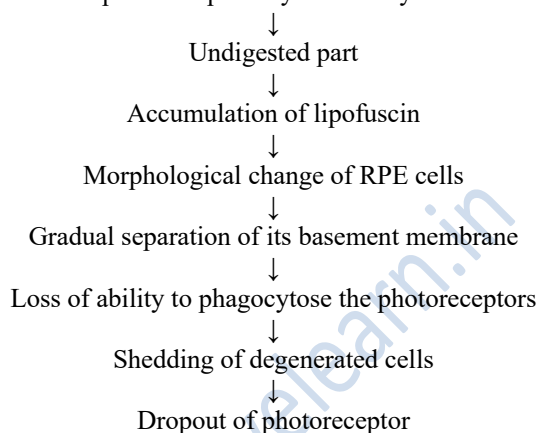 ↓
Undigested part
↓
Accumulation of lipofuscin
↓
Morphological change of RPE cells
↓
Gradual separation of its basement membrane
↓
Loss of ability to phagocytose the photoreceptors
↓
Shedding of degenerated cells
↓
Dropout of photoreceptor